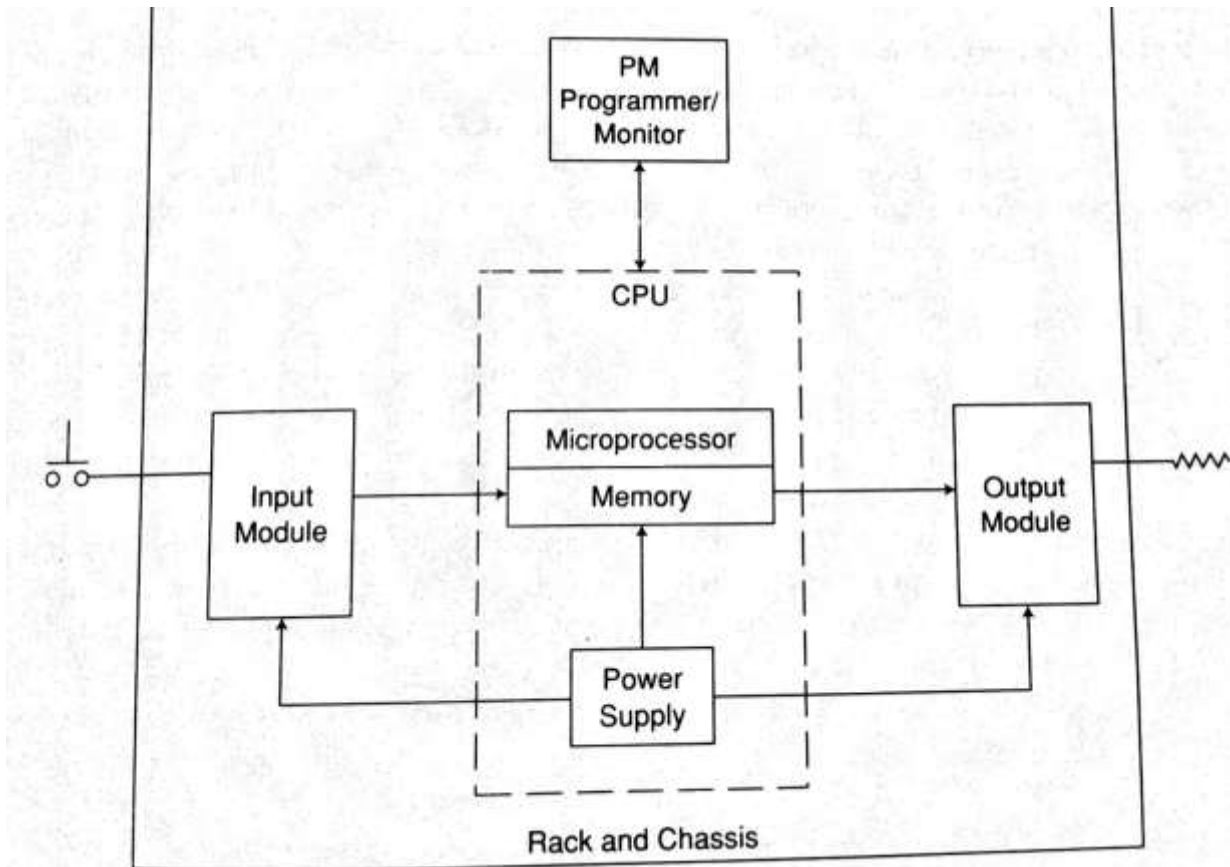 PM
Programmer/
Monitor
CPU
Microprocessor
Memory
Input
Module
Output
Module
Power
Supply
Rack and Chassis